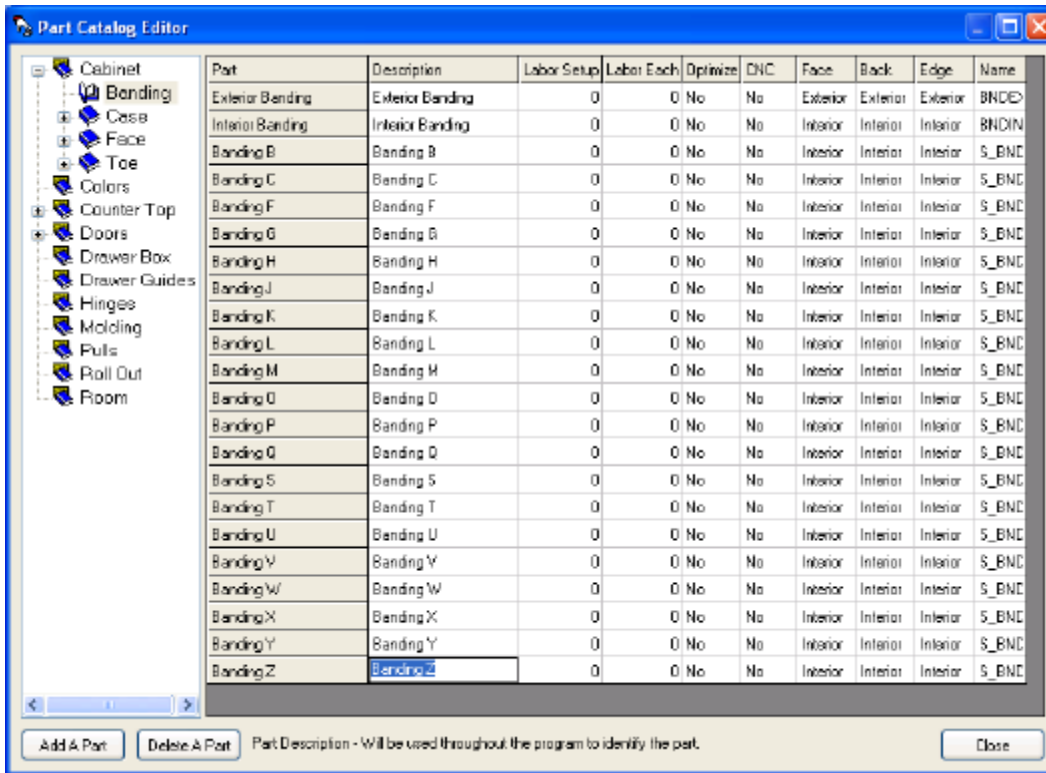 Part Catalog Editor
Cabinet
Banding
Case
Face
Toe
Colors
Counter Top
Doors
Drawer Box
Drawer Guides
Hinges
Molding
Pulls
Roll Out
Room
Part Description Labor Setup Labor Each Optimize CNC Face Back Edge Name
Exterior Banding Exterior Banding 0 0 No No Exterior Exterior Exterior BNDE
Interior Banding Interior Banding 0 0 No No Interior Interior Interior BNDIN
Banding B Banding B 0 0 No No Interior Interior Interior S_BND
Banding C Banding C 0 0 No No Interior Interior Interior S_BND
Banding F Banding F 0 0 No No Interior Interior Interior S_BND
Banding G Banding G 0 0 No No Interior Interior Interior S_BND
Banding H Banding H 0 0 No No Interior Interior Interior S_BND
Banding J Banding J 0 0 No No Interior Interior Interior S_BND
Banding K Banding K 0 0 No No Interior Interior Interior S_BND
Banding L Banding L 0 0 No No Interior Interior Interior S_BND
Banding M Banding M 0 0 No No Interior Interior Interior S_BND
Banding O Banding O 0 0 No No Interior Interior Interior S_BND
Banding P Banding P 0 0 No No Interior Interior Interior S_BND
Banding Q Banding Q 0 0 No No Interior Interior Interior S_BND
Banding S Banding S 0 0 No No Interior Interior Interior S_BND
Banding T Banding T 0 0 No No Interior Interior Interior S_BND
Banding U Banding U 0 0 No No Interior Interior Interior S_BND
Banding V Banding V 0 0 No No Interior Interior Interior S_BND
Banding W Banding W 0 0 No No Interior Interior Interior S_BND
Banding X Banding X 0 0 No No Interior Interior Interior S_BND
Banding Y Banding Y 0 0 No No Interior Interior Interior S_BND
Banding Z Banding Z 0 0 No No Interior Interior Interior S_BND
Add A Part Delete A Part Part Description - Will be used throughout the program to identify the part. Close